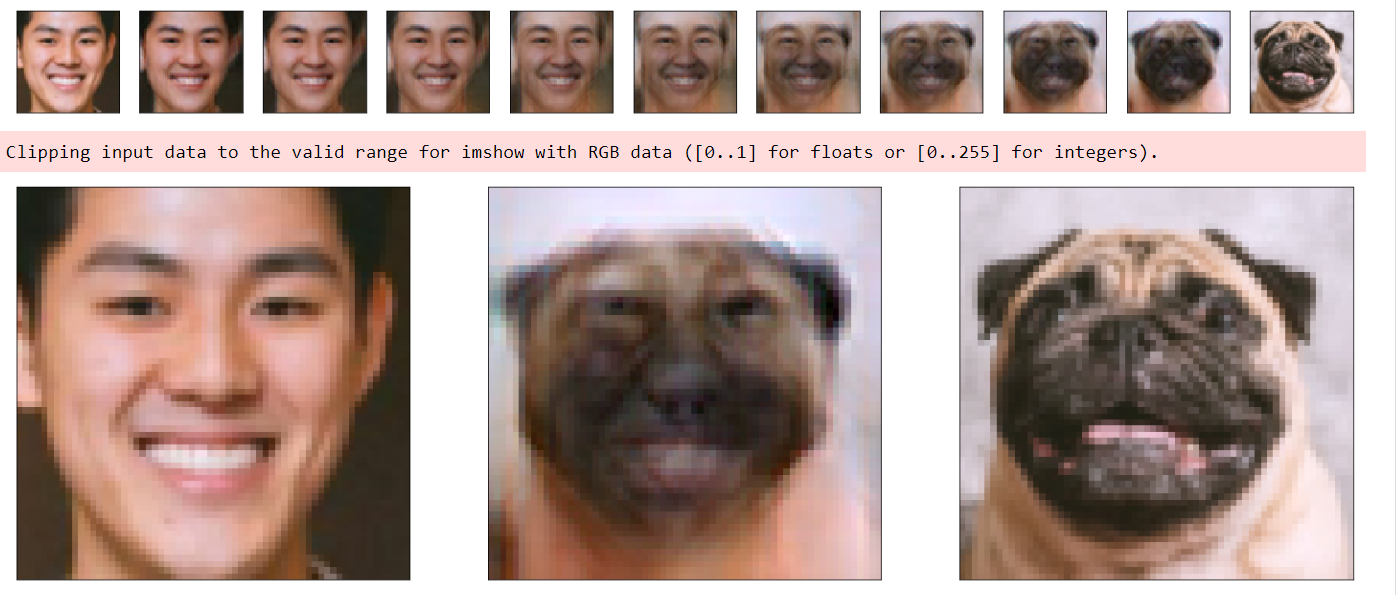 Clipping input data to the valid range for imshow with RGB data ([0..1] for floats or [0..255] for integers).